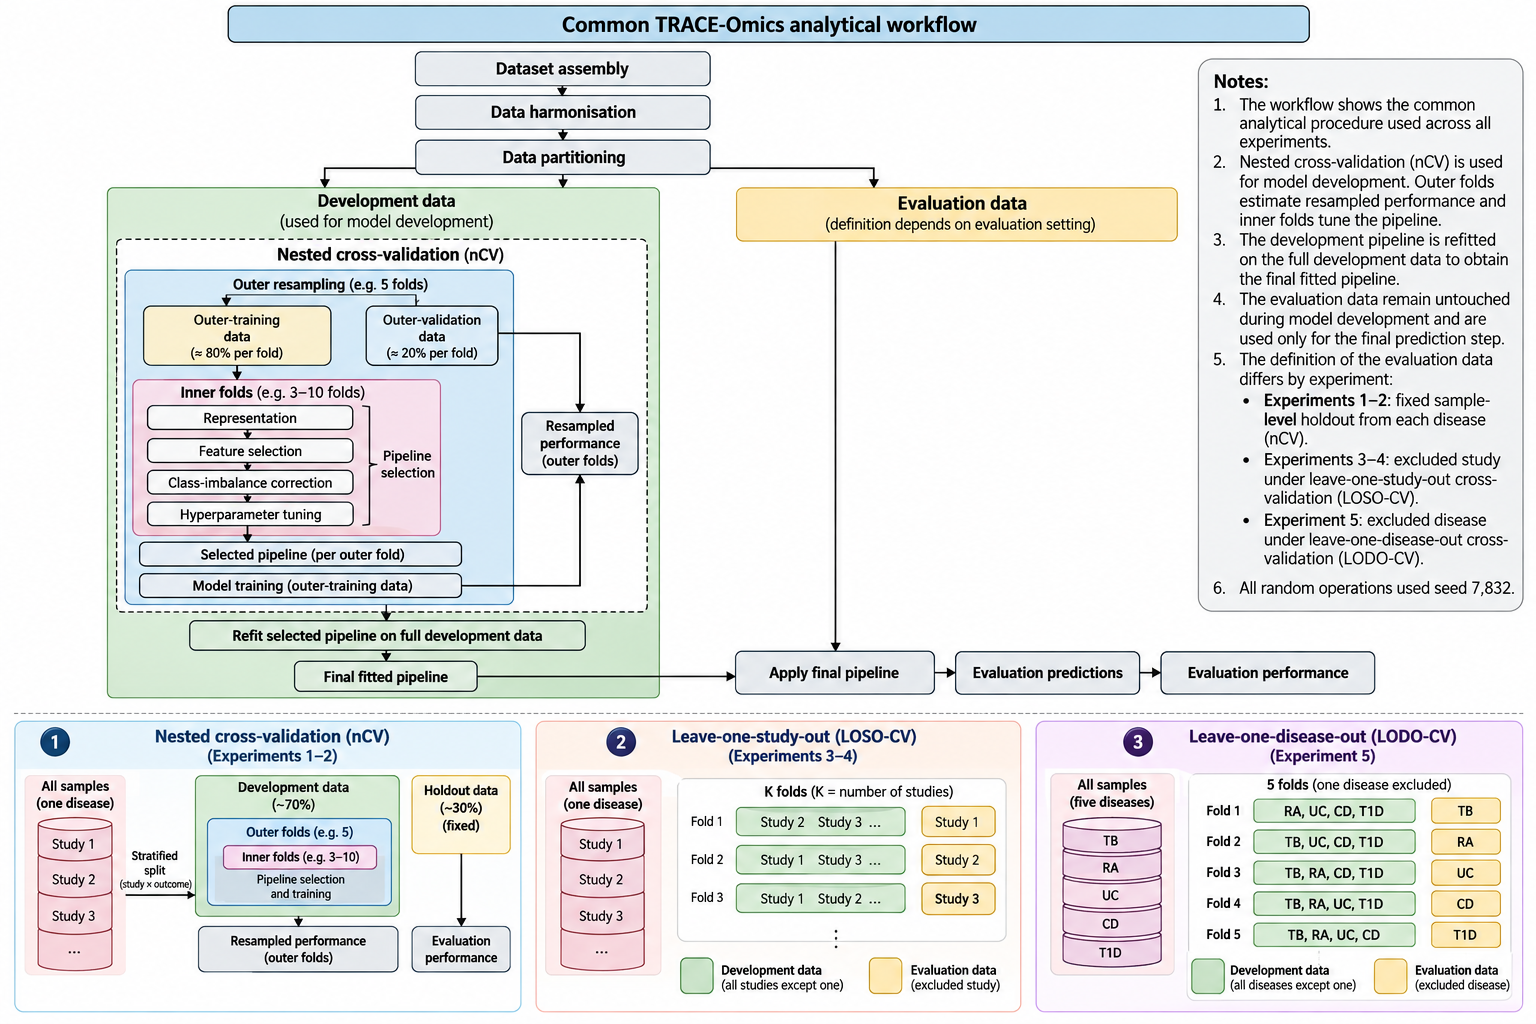 Common TRACE-Omics analytical workflow
Dataset assembly
Data harmonisation
Data partitioning
Development data
(used for model development)
Evaluation data
(definition depends on evaluation setting)
Nested cross-validation (nCV)
Outer resampling (e.g. 5 folds)
Outer-training
data
(≈ 80% per fold)
Outer-validation
data
(≈ 20% per fold)
Inner folds (e.g. 3–10 folds)
Representation
Feature selection
Class-imbalance correction
Hyperparameter tuning
Pipeline
selection
Resampled
performance
(outer folds)
Selected pipeline (per outer fold)
Model training (outer-training data)
Refit selected pipeline on full development data
Final fitted pipeline
Apply final pipeline
Evaluation predictions
Evaluation performance
Notes:
1. The workflow shows the common
analytical procedure used across all
experiments.
2. Nested cross-validation (nCV) is used
for model development. Outer folds
estimate resampled performance and
inner folds tune the pipeline.
3. The development pipeline is refitted
on the full development data to obtain
the final fitted pipeline.
4. The evaluation data remain untouched
during model development and are
used only for the final prediction step.
5. The definition of the evaluation data
differs by experiment:
• Experiments 1–2: fixed sample-
level holdout from each disease
(nCV).
• Experiments 3–4: excluded study
under leave-one-study-out cross-
validation (LOSO-CV).
• Experiment 5: excluded disease
under leave-one-disease-out cross-
validation (LODO-CV).
6. All random operations used seed 7,832.
1
Nested cross-validation (nCV)
(Experiments 1–2)
All samples
(one disease)
Study 1
Study 2
Study 3
...
Stratified
split
(study × outcome)
Development data
(~70%)
Outer folds (e.g. 5)
Inner folds (e.g. 3–10)
Pipeline selection
and training
Resampled performance
(outer folds)
Holdout data
(~30%)
(fixed)
Evaluation
performance
2
Leave-one-study-out (LOSO-CV)
(Experiments 3–4)
All samples
(one disease)
Study 1
Study 2
Study 3
...
K folds (K = number of studies)
Fold 1 Study 2 Study 3 ... Study 1
Fold 2 Study 1 Study 3 ... Study 2
Fold 3 Study 1 Study 2 ... Study 3
⋮
Development data
(all studies except one)
Evaluation data
(excluded study)
3
Leave-one-disease-out (LODO-CV)
(Experiment 5)
All samples
(five diseases)
TB
RA
UC
CD
T1D
5 folds (one disease excluded)
Fold 1 RA, UC, CD, T1D TB
Fold 2 TB, UC, CD, T1D RA
Fold 3 TB, RA, CD, T1D UC
Fold 4 TB, RA, UC, T1D CD
Fold 5 TB, RA, UC, CD T1D
Development data
(all diseases except one)
Evaluation data
(excluded disease)